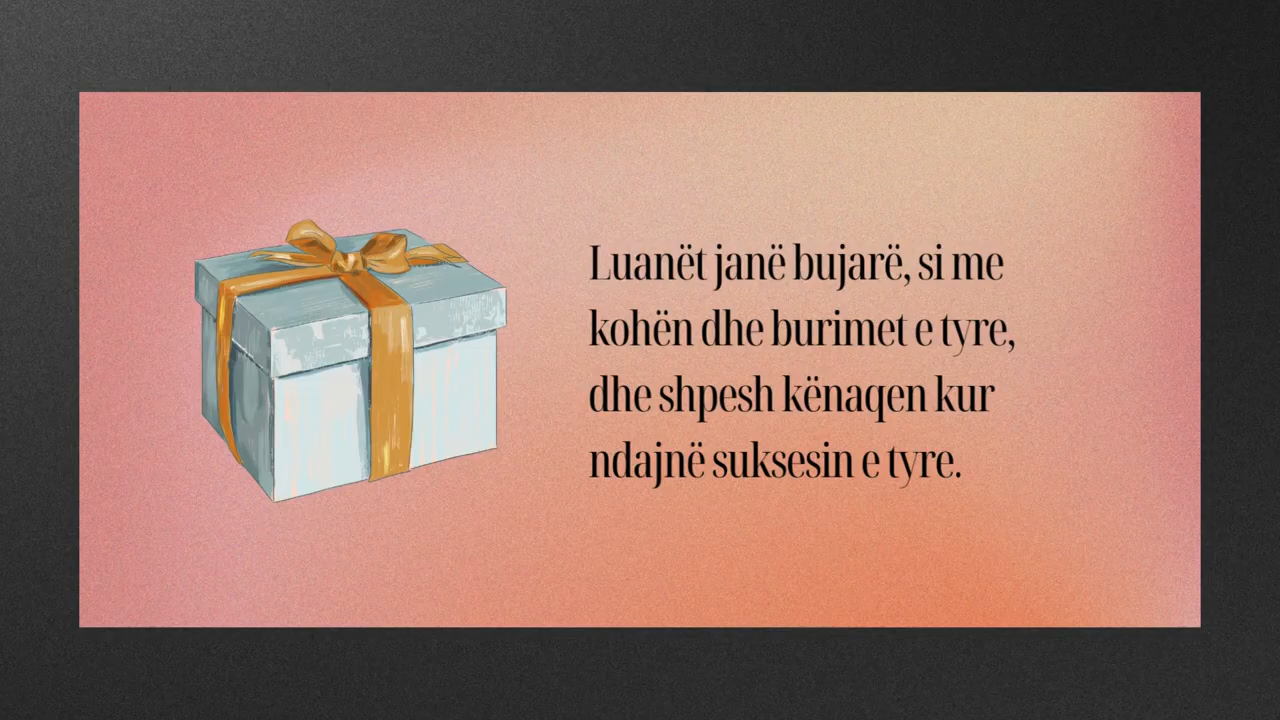 Luanët janë bujarë, si me
kohën dhe burimet e tyre,
dhe shpesh kënaqen kur
ndajnë suksesin e tyre.